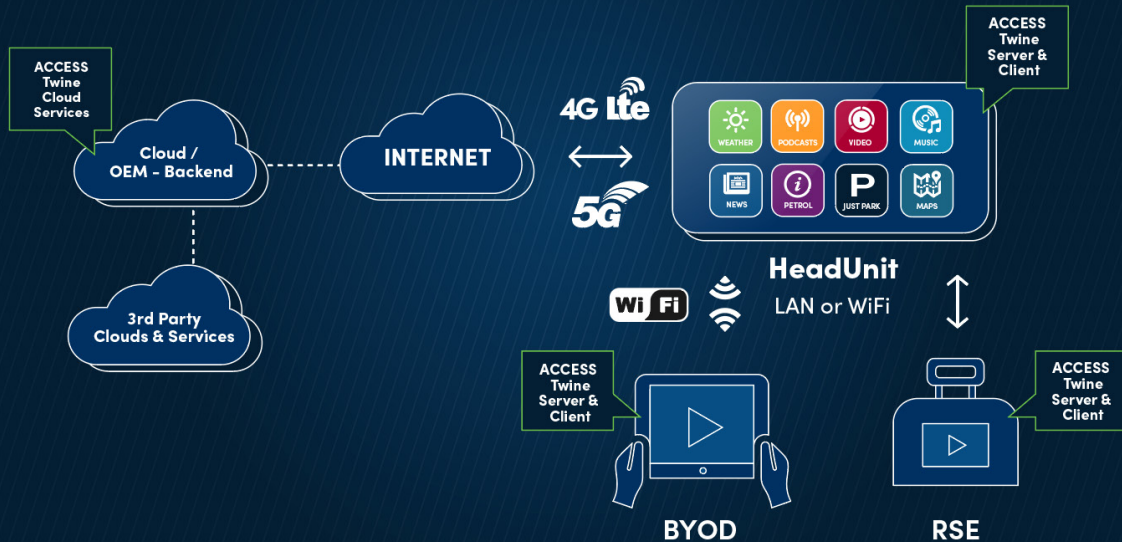 ACCESS
Twine
Cloud
Services
Cloud /
OEM - Backend
INTERNET
4G lte
5G
ACCESS
Twine
Server &
Client
WEATHER
PODCASTS
VIDEO
MUSIC
NEWS
i
PETROL
P
JUST PARK
MAPS
HeadUnit
LAN or WiFi
Wi Fi
3rd Party
Clouds & Services
ACCESS
Twine
Server &
Client
BYOD
ACCESS
Twine
Server &
Client
RSE